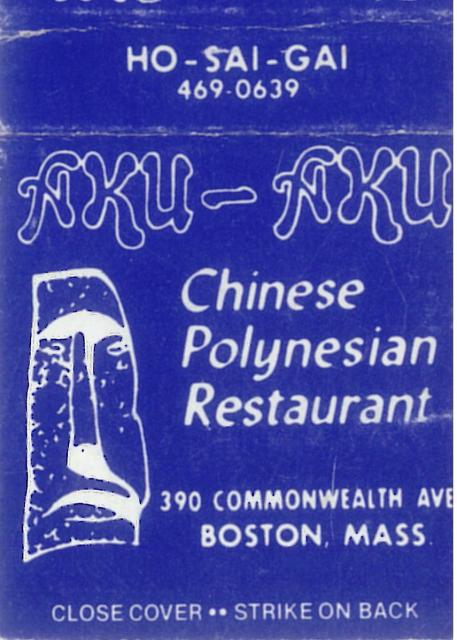 HO-SAI-GAI
469-0639
AKU-AKU
Chinese
Polynesian
Restaurant
390 COMMONWEALTH AVE
BOSTON, MASS.
CLOSE COVER •• STRIKE ON BACK